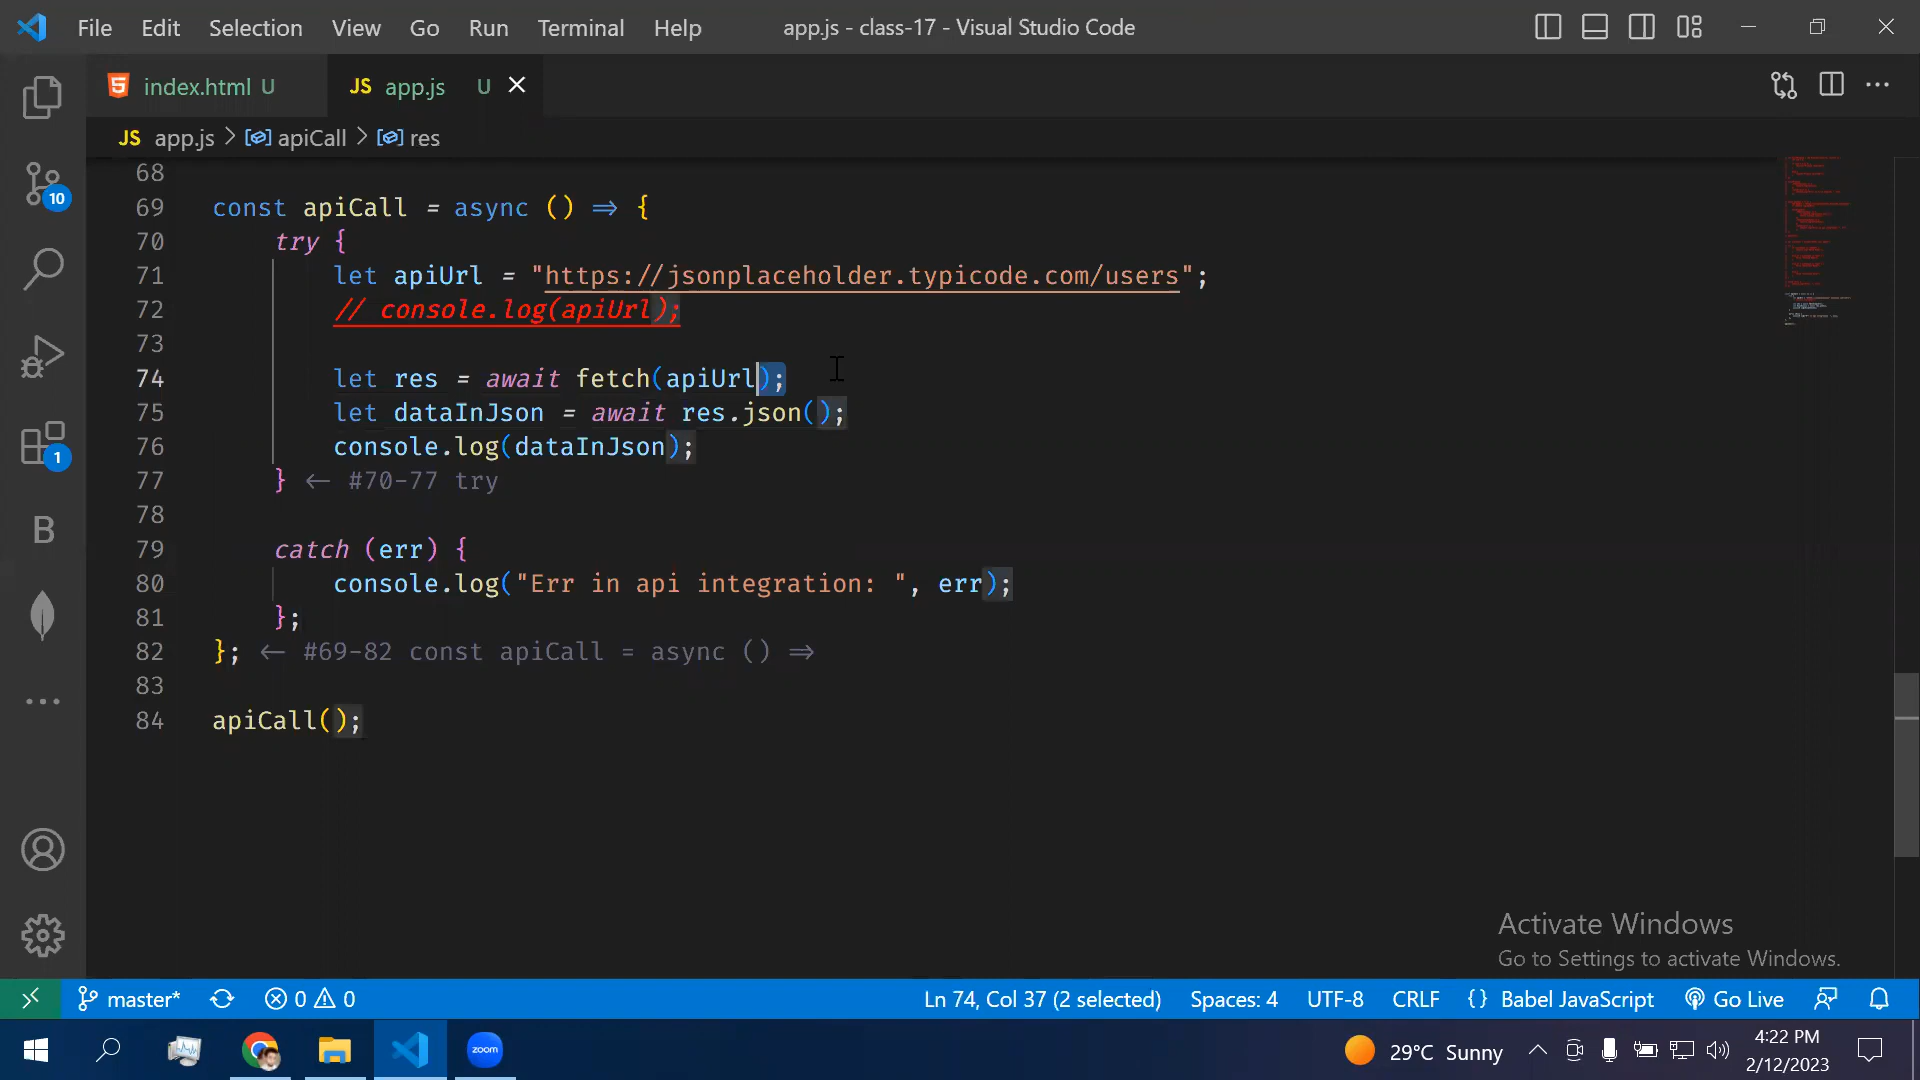 File Edit Selection View Go Run Terminal Help app.js - class-17 - Visual Studio Code
index.html U JS app.js U
JS app.js > apiCall > res
68
69 const apiCall = async () => {
70 try {
71 let apiUrl = "https://jsonplaceholder.typicode.com/users";
72 // console.log(apiUrl);
73
74 let res = await fetch(apiUrl);
75 let dataInJson = await res.json();
76 console.log(dataInJson);
77 } <- #70-77 try
78
79 catch (err) {
80 console.log("Err in api integration: ", err);
81 };
82 }; <- #69-82 const apiCall = async () =>
83
84 apiCall();
10
1
B
Activate Windows
Go to Settings to activate Windows.
master* 0 0 Ln 74, Col 37 (2 selected) Spaces: 4 UTF-8 CRLF {} Babel JavaScript Go Live
zoom 29°C Sunny 4:22 PM
2/12/2023